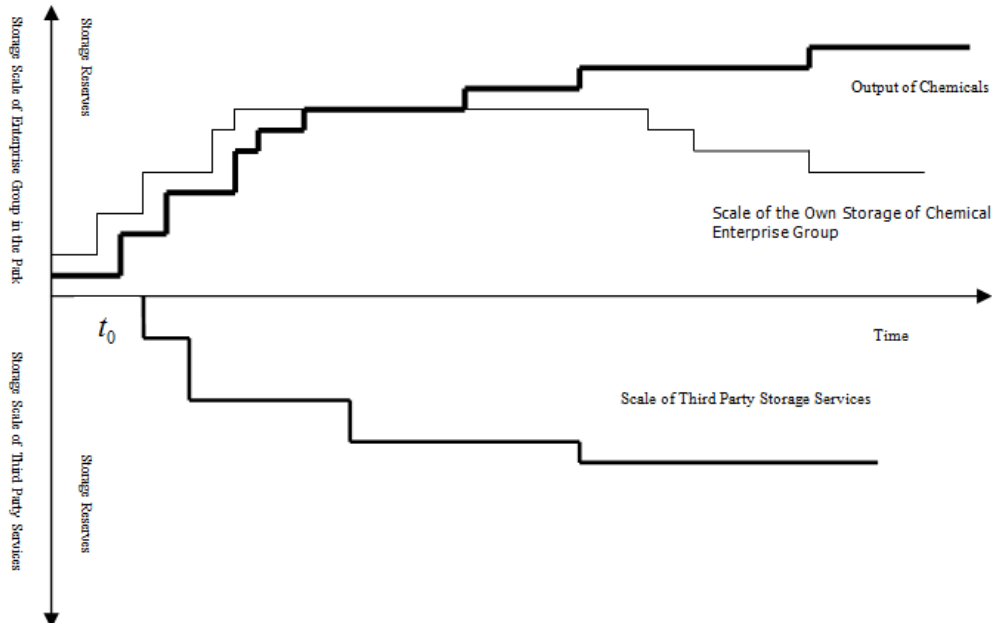 Storage Scale of Enterprise Group in the Park
Storage Reserves
Output of Chemicals
Scale of the Own Storage of Chemical
Enterprise Group
t0
Time
Storage Scale of Third Party Services
Scale of Third Party Storage Services
Storage Reserves